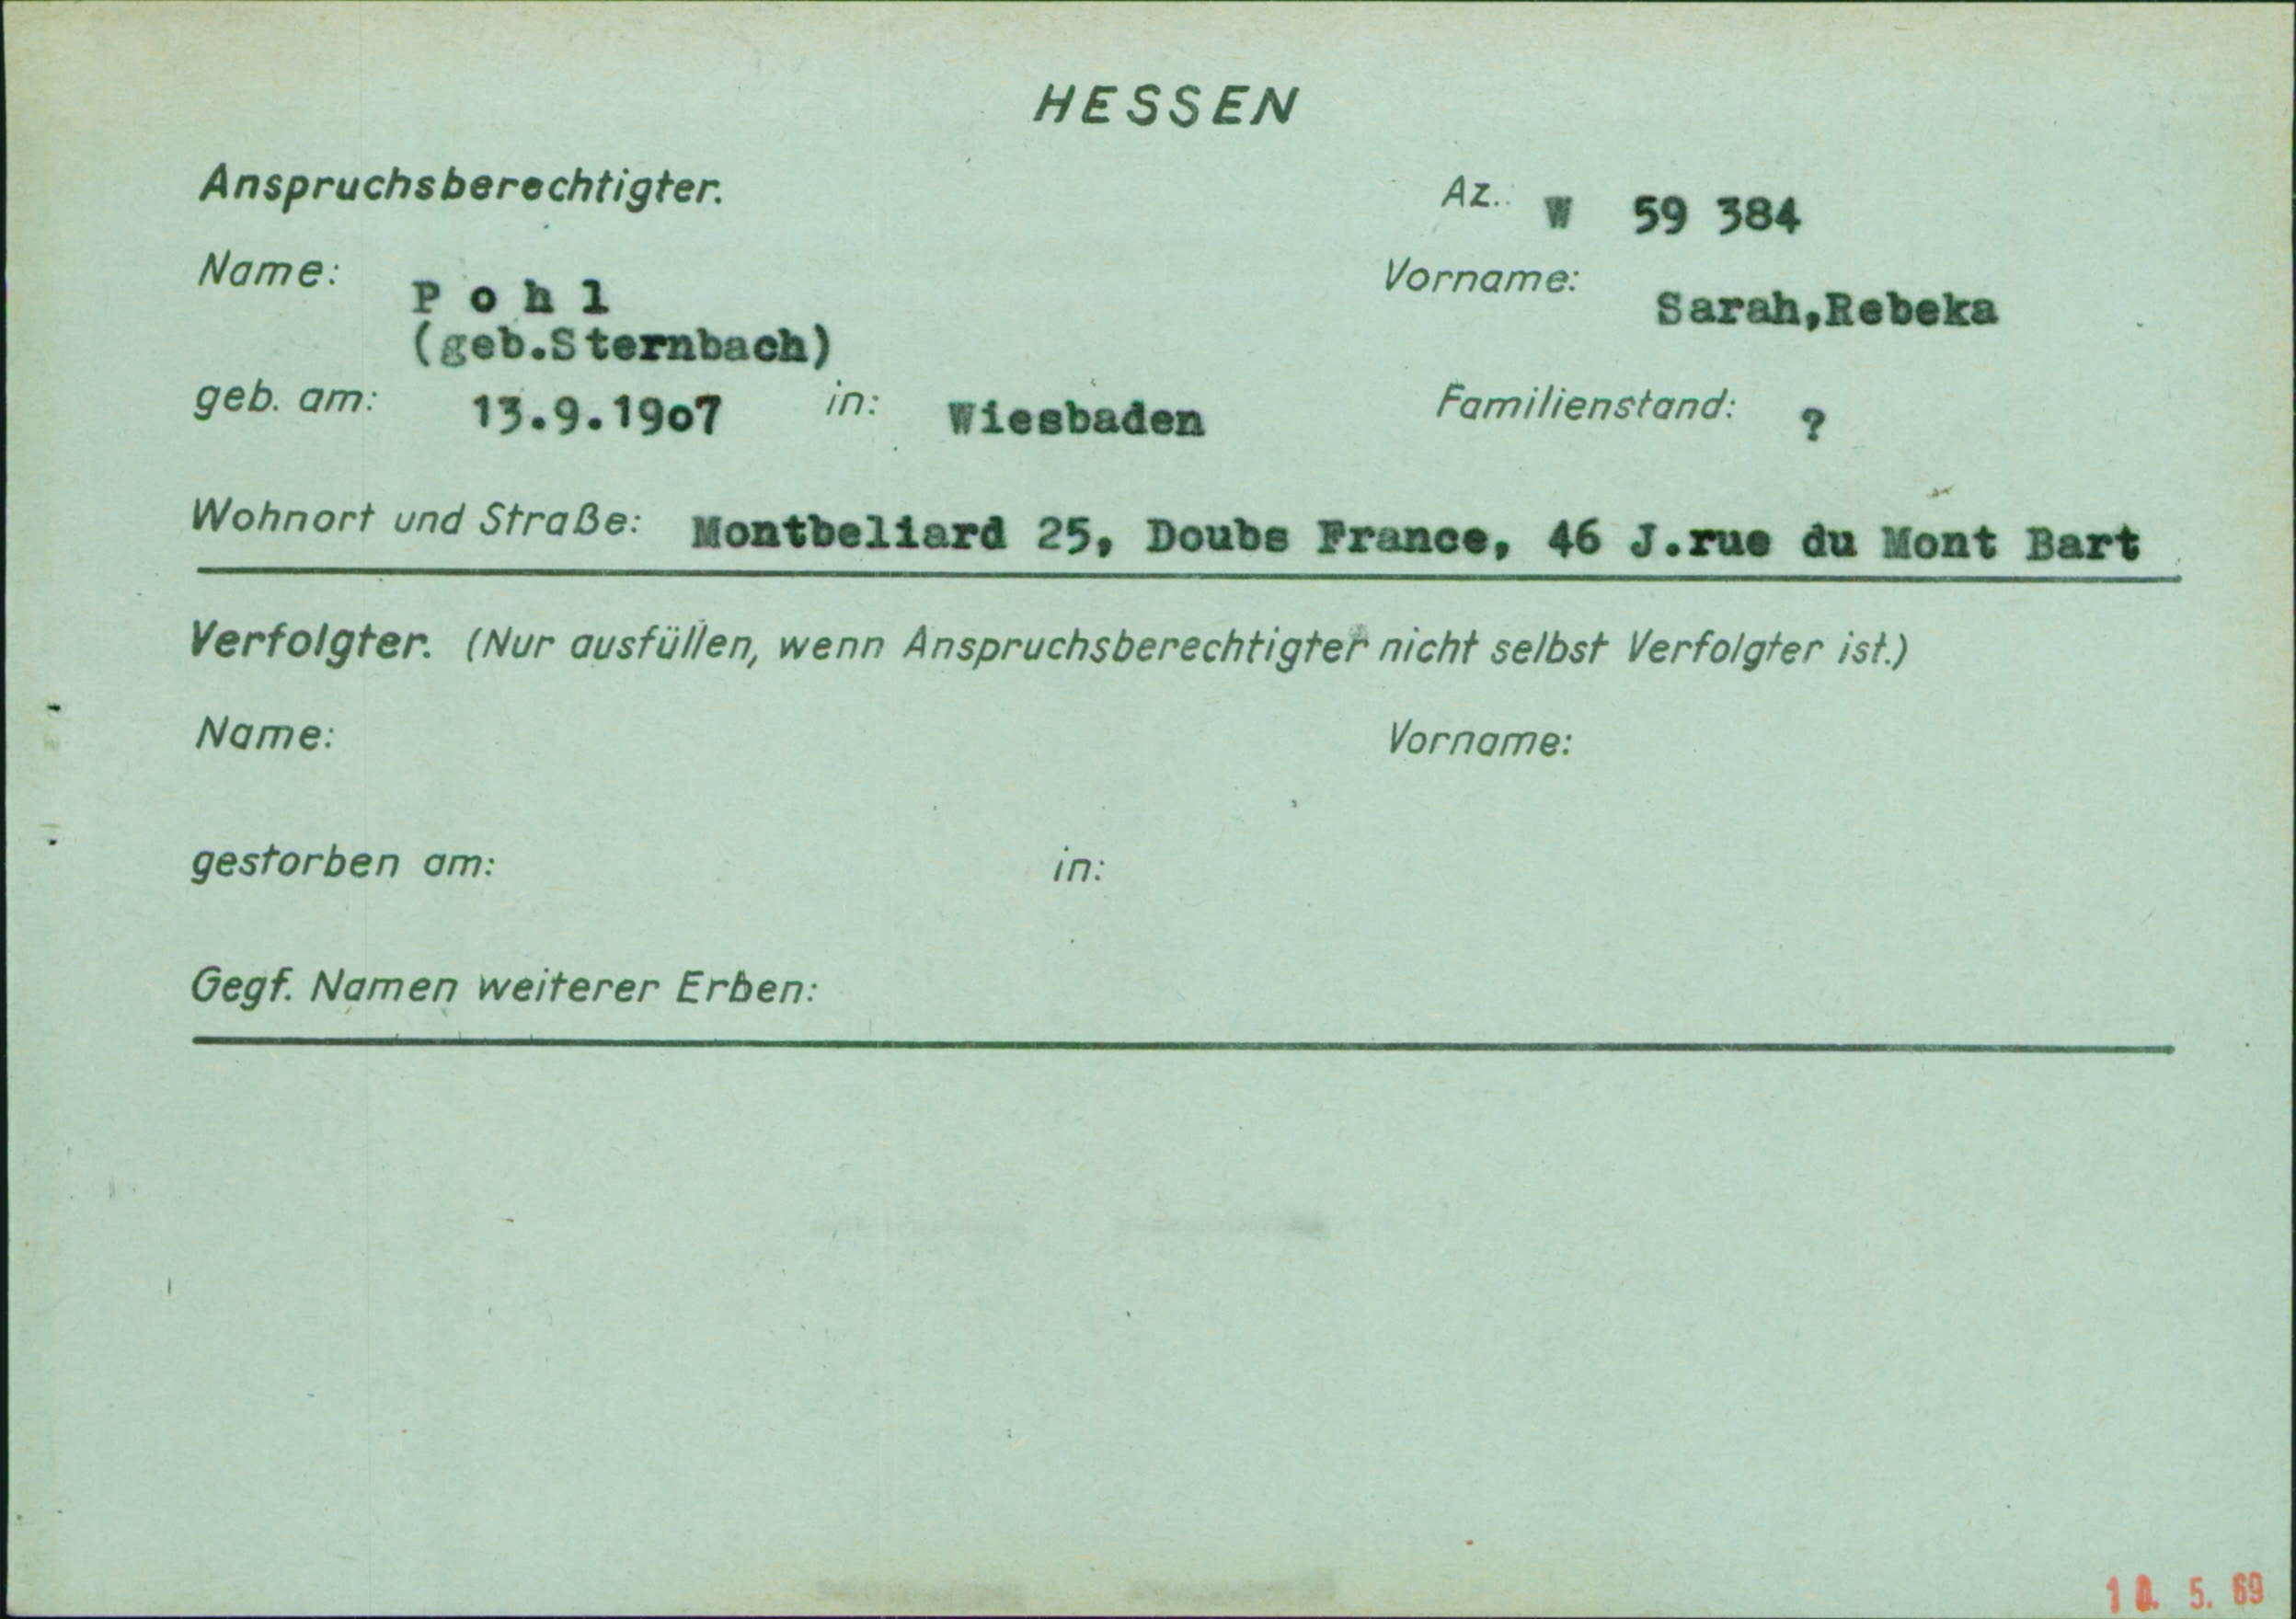 HESSEN
Anspruchsberechtigter.
Az.: W 59 384
Name: Pohl
(geb.Sternbach)
Vorname: Sarah,Rebeka
geb. am: 13.9.1907 in: Wiesbaden Familienstand: ?
Wohnort und Straße: Montbeliard 25, Doubs France, 46 J.rue du Mont Bart
Verfolgter. (Nur ausfüllen, wenn Anspruchsberechtigter nicht selbst Verfolgter ist.)
Name: Vorname:
gestorben am: in:
Gegf. Namen weiterer Erben:
5. 69